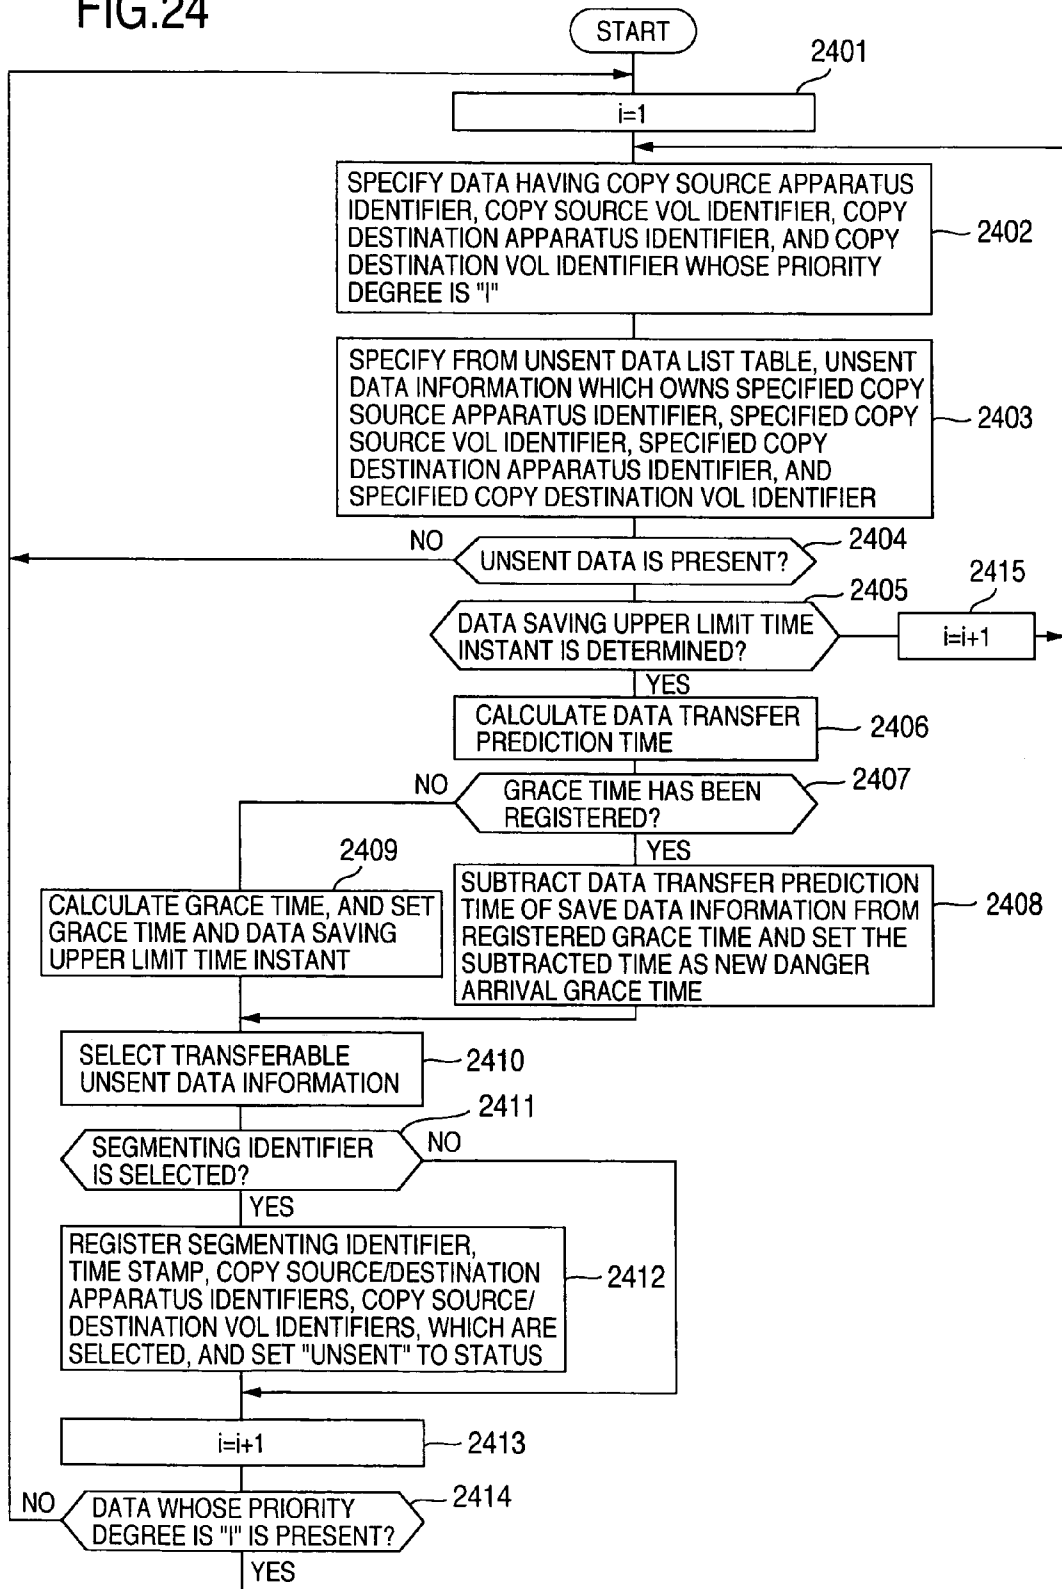 FIG.24
START
2401
i=1
SPECIFY DATA HAVING COPY SOURCE APPARATUS
IDENTIFIER, COPY SOURCE VOL IDENTIFIER, COPY
DESTINATION APPARATUS IDENTIFIER, AND COPY
DESTINATION VOL IDENTIFIER WHOSE PRIORITY
DEGREE IS "I"
2402
SPECIFY FROM UNSENT DATA LIST TABLE, UNSENT
DATA INFORMATION WHICH OWNS SPECIFIED COPY
SOURCE APPARATUS IDENTIFIER, SPECIFIED COPY
SOURCE VOL IDENTIFIER, SPECIFIED COPY
DESTINATION APPARATUS IDENTIFIER, AND
SPECIFIED COPY DESTINATION VOL IDENTIFIER
2403
NO
UNSENT DATA IS PRESENT?
2404
2405
DATA SAVING UPPER LIMIT TIME
INSTANT IS DETERMINED?
2415
i=i+1
YES
CALCULATE DATA TRANSFER
PREDICTION TIME
2406
NO
GRACE TIME HAS BEEN
REGISTERED?
2407
YES
2409
CALCULATE GRACE TIME, AND SET
GRACE TIME AND DATA SAVING
UPPER LIMIT TIME INSTANT
SUBTRACT DATA TRANSFER PREDICTION
TIME OF SAVE DATA INFORMATION FROM
REGISTERED GRACE TIME AND SET THE
SUBTRACTED TIME AS NEW DANGER
ARRIVAL GRACE TIME
2408
SELECT TRANSFERABLE
UNSENT DATA INFORMATION
2410
2411
SEGMENTING IDENTIFIER
IS SELECTED?
NO
YES
REGISTER SEGMENTING IDENTIFIER,
TIME STAMP, COPY SOURCE/DESTINATION
APPARATUS IDENTIFIERS, COPY SOURCE/
DESTINATION VOL IDENTIFIERS, WHICH ARE
SELECTED, AND SET "UNSENT" TO STATUS
2412
i=i+1
2413
NO
DATA WHOSE PRIORITY
DEGREE IS "I" IS PRESENT?
2414
YES